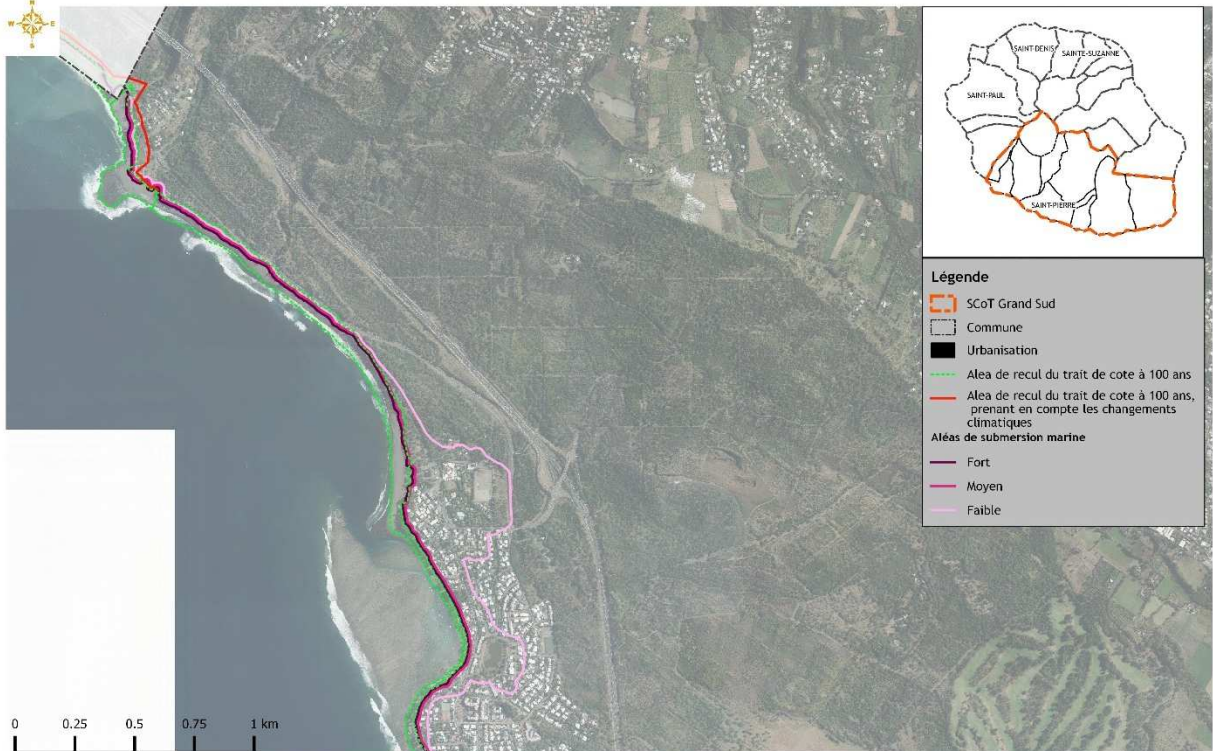 N
W
E
S
SAINT-DENIS
SAINTE-SUZANNE
SAINT-PAUL
SAINT-PIERRE
Légende
SCoT Grand Sud
Commune
Urbanisation
Alea de recul du trait de cote à 100 ans
Alea de recul du trait de cote à 100 ans,
prenant en compte les changements
climatiques
Aléas de submersion marine
Fort
Moyen
Faible
0 0.25 0.5 0.75 1 km